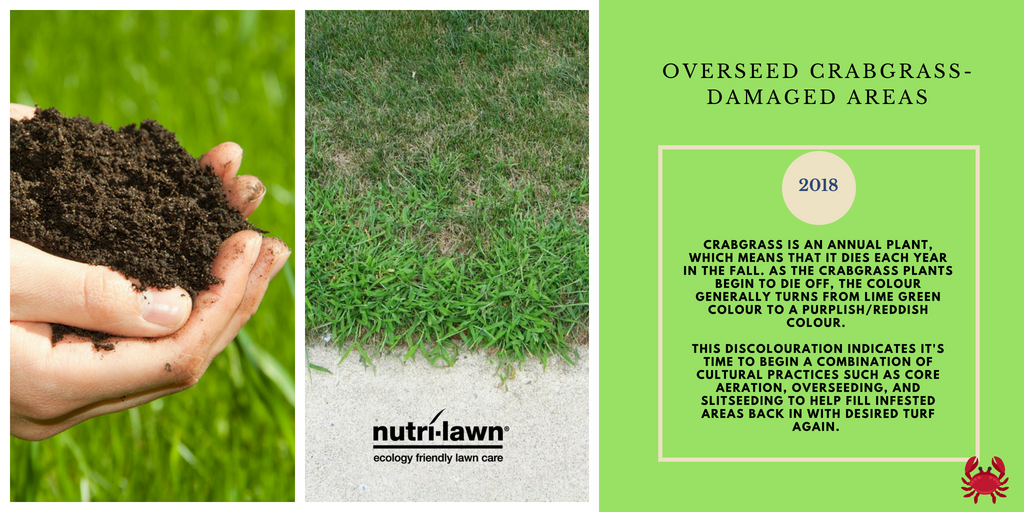 nutri-lawn®
ecology friendly lawn care
OVERSEED CRABGRASS-
DAMAGED AREAS
2018
CRABGRASS IS AN ANNUAL PLANT,
WHICH MEANS THAT IT DIES EACH YEAR
IN THE FALL. AS THE CRABGRASS PLANTS
BEGIN TO DIE OFF, THE COLOUR
GENERALLY TURNS FROM LIME GREEN
COLOUR TO A PURPLISH/REDDISH
COLOUR.
THIS DISCOLOURATION INDICATES IT'S
TIME TO BEGIN A COMBINATION OF
CULTURAL PRACTICES SUCH AS CORE
AERATION, OVERSEEDING, AND
SLITSEEDING TO HELP FILL INFESTED
AREAS BACK IN WITH DESIRED TURF
AGAIN.